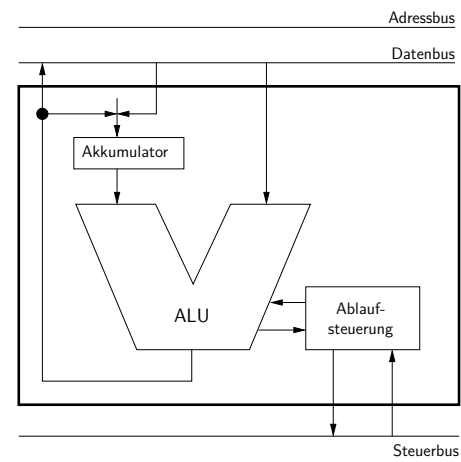 Adressbus
Datenbus
Akkumulator
ALU
Ablauf-
steuerung
Steuerbus